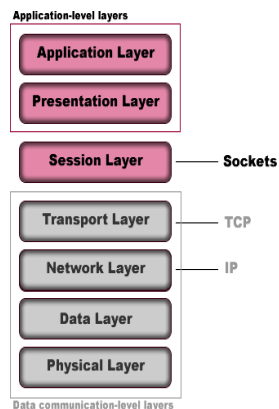 Application-level layers
Application Layer
Presentation Layer
Session Layer
Sockets
Transport Layer
TCP
Network Layer
IP
Data Layer
Physical Layer
Data communication-level layers